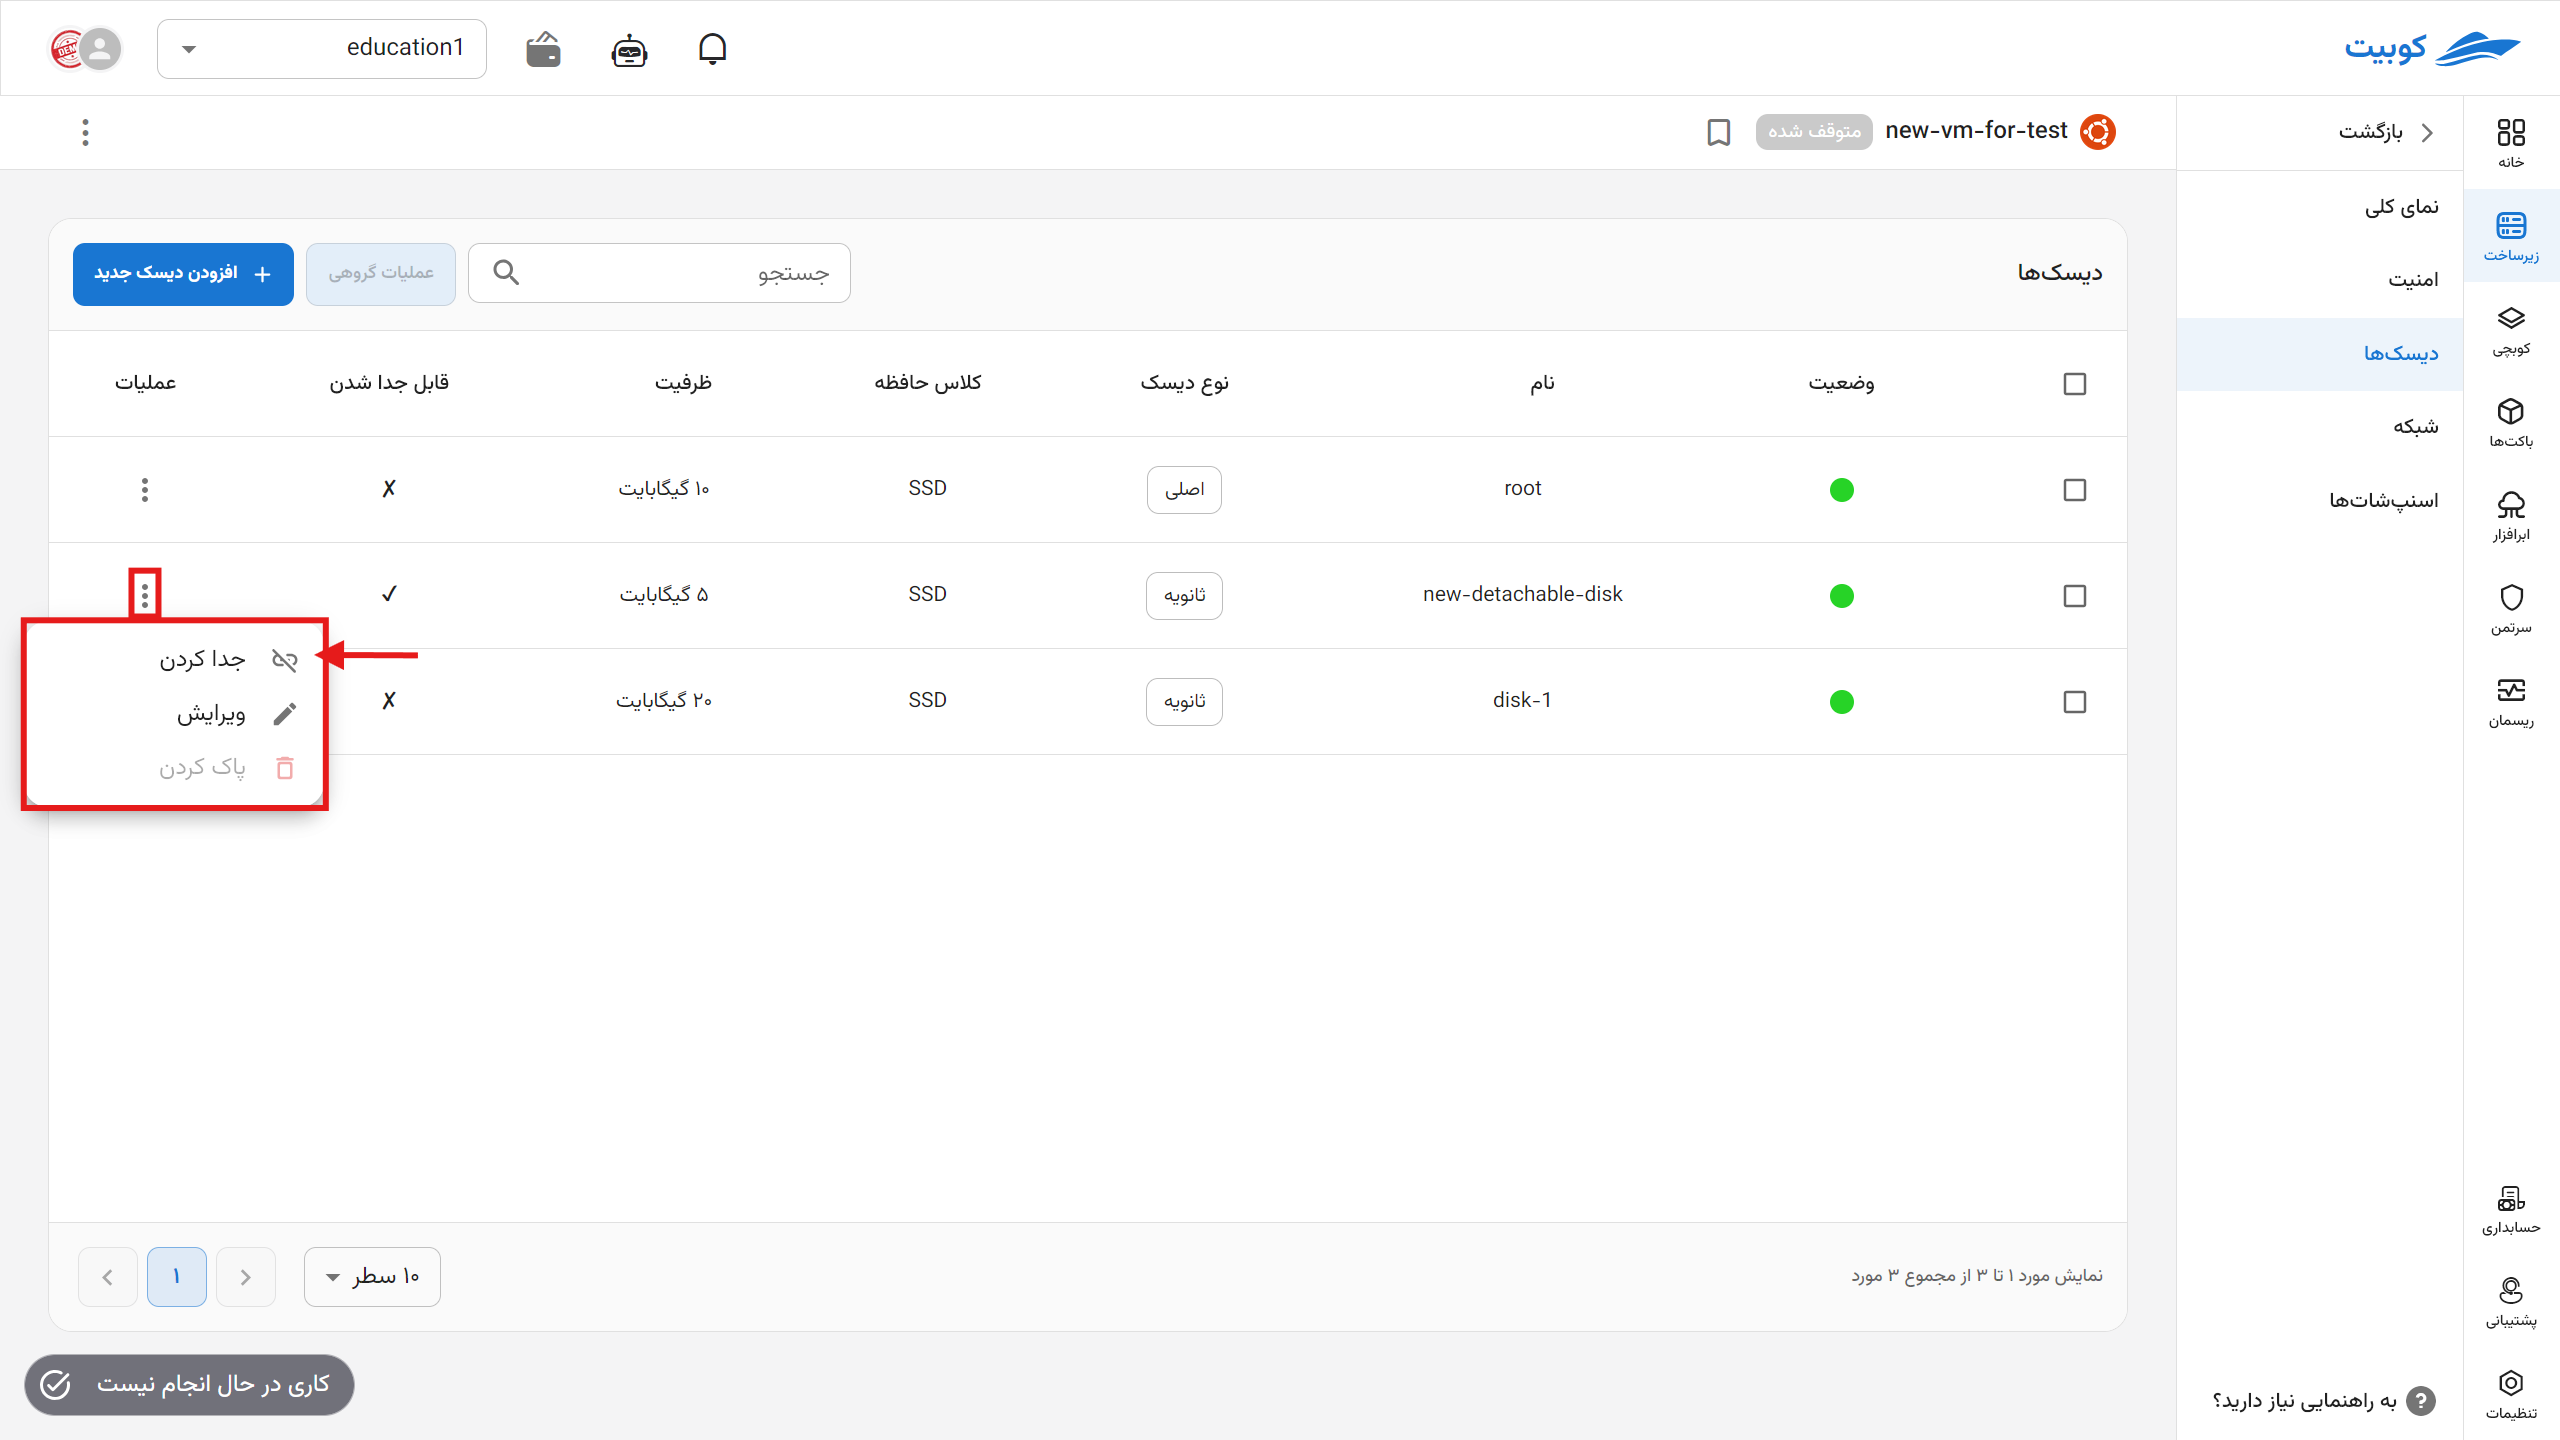 کوبیت
education1
DEMO
خانه
زیرساخت
کوبچی
باکت‌ها
ابرافزار
سرتمن
ریسمان
حسابداری
پشتیبانی
تنظیمات
بازگشت
نمای کلی
امنیت
دیسک‌ها
شبکه
اسنپ‌شات‌ها
به راهنمایی نیاز دارید؟
new-vm-for-test متوقف شده
دیسک‌ها
جستجو
عملیات گروهی
افزودن دیسک جدید
وضعیت نام نوع دیسک کلاس حافظه ظرفیت قابل جدا شدن عملیات
root اصلی SSD ۱۰ گیگابایت ✗
new-detachable-disk ثانویه SSD ۵ گیگابایت ✓
disk-1 ثانویه SSD ۲۰ گیگابایت ✗
جدا کردن
ویرایش
پاک کردن
نمایش مورد ۱ تا ۳ از مجموع ۳ مورد
۱۰ سطر
۱
کاری در حال انجام نیست